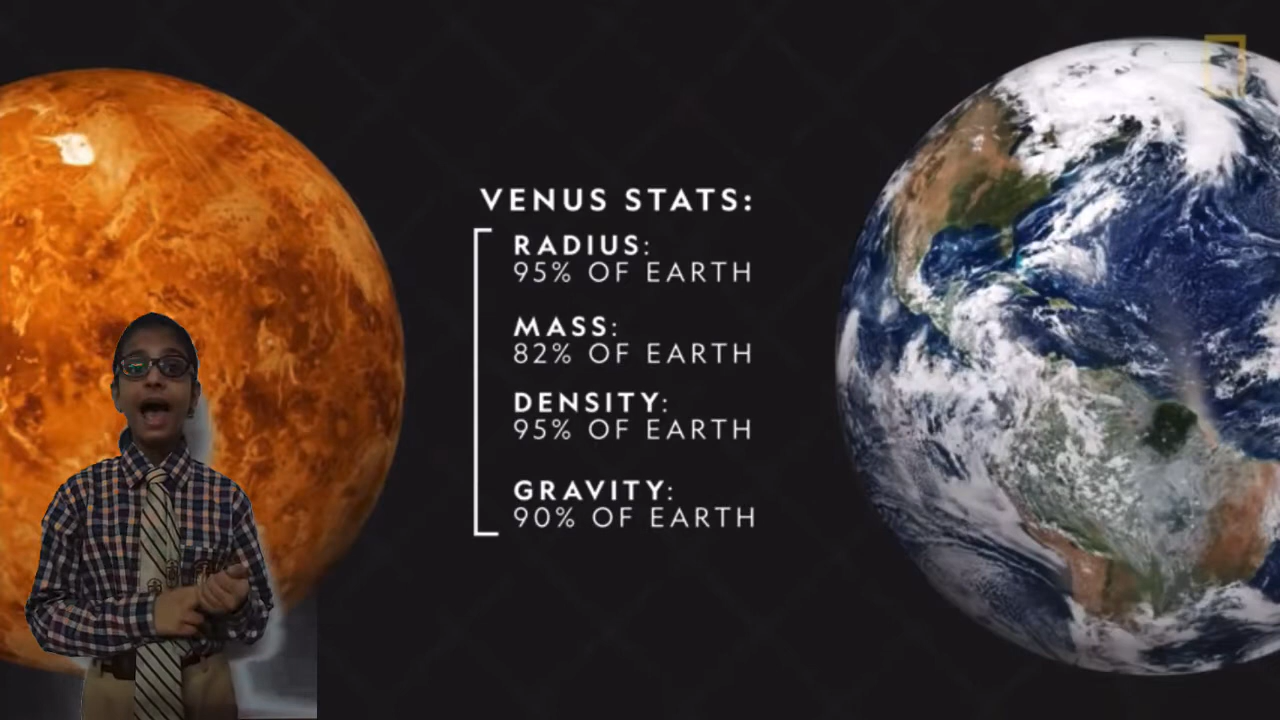 VENUS STATS:
RADIUS:
95% OF EARTH
MASS:
82% OF EARTH
DENSITY:
95% OF EARTH
GRAVITY:
90% OF EARTH